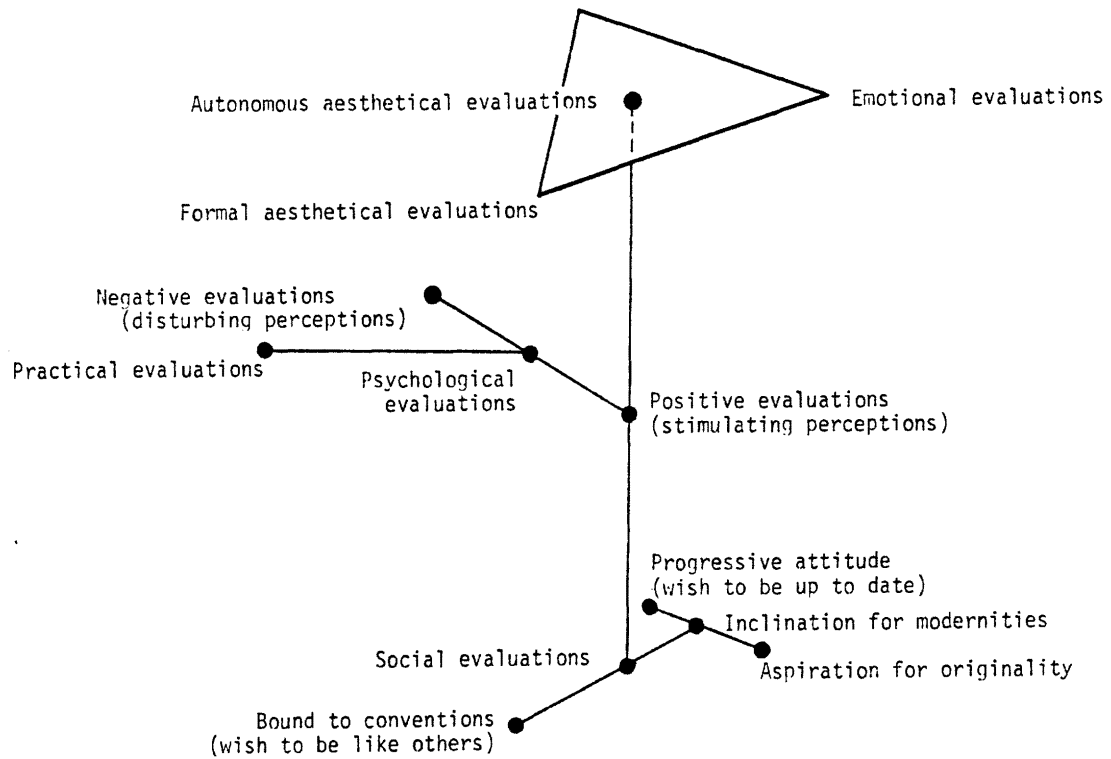 Autonomous aesthetical evaluations
Emotional evaluations
Formal aesthetical evaluations
Negative evaluations
(disturbing perceptions)
Practical evaluations
Psychological
evaluations
Positive evaluations
(stimulating perceptions)
Progressive attitude
(wish to be up to date)
Inclination for modernities
Social evaluations
Aspiration for originality
Bound to conventions
(wish to be like others)